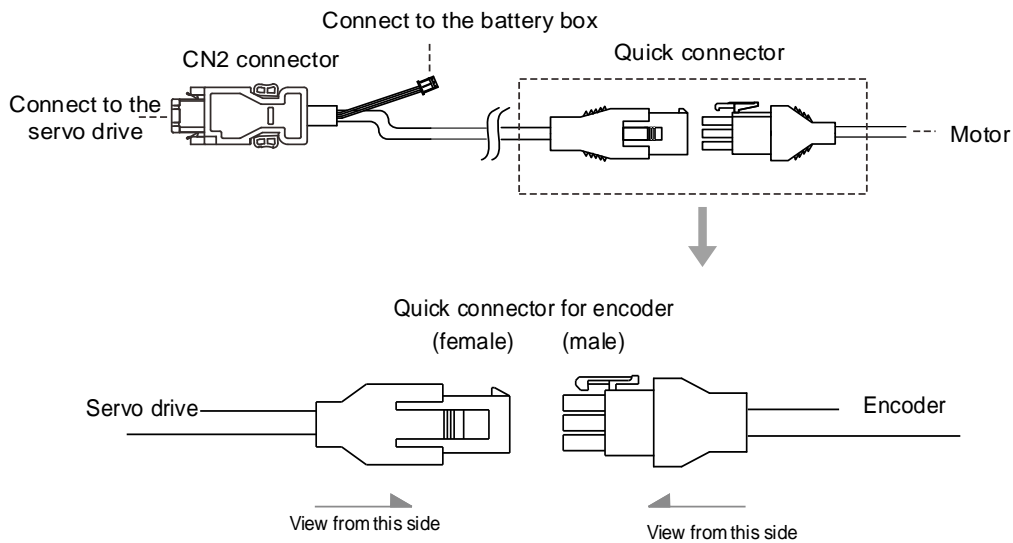 Connect to the battery box
CN2 connector
Quick connector
Connect to the
servo drive
Motor
Quick connector for encoder
(female) (male)
Servo drive
Encoder
View from this side
View from this side